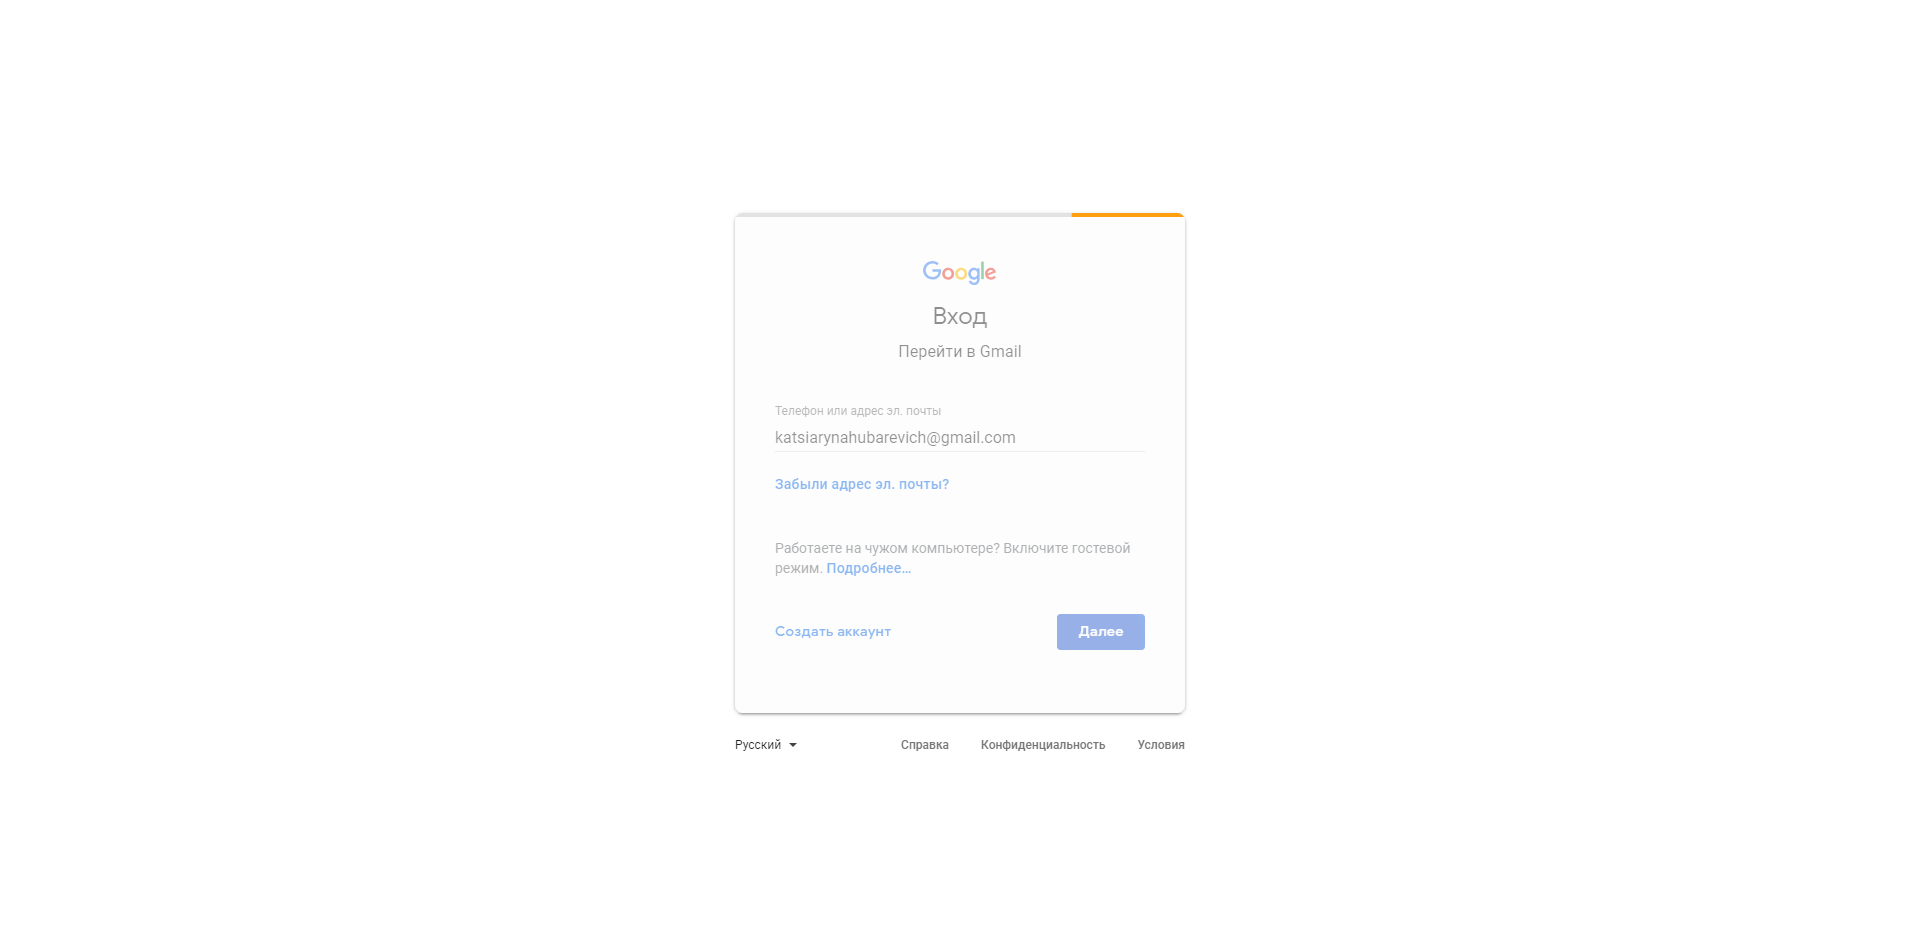 Google
Вход
Перейти в Gmail
Телефон или адрес эл. почты
katsiarynahubarevich@gmail.com
Забыли адрес эл. почты?
Работаете на чужом компьютере? Включите гостевой
режим. Подробнее…
Создать аккаунт
Далее
Русский
Справка
Конфиденциальность
Условия